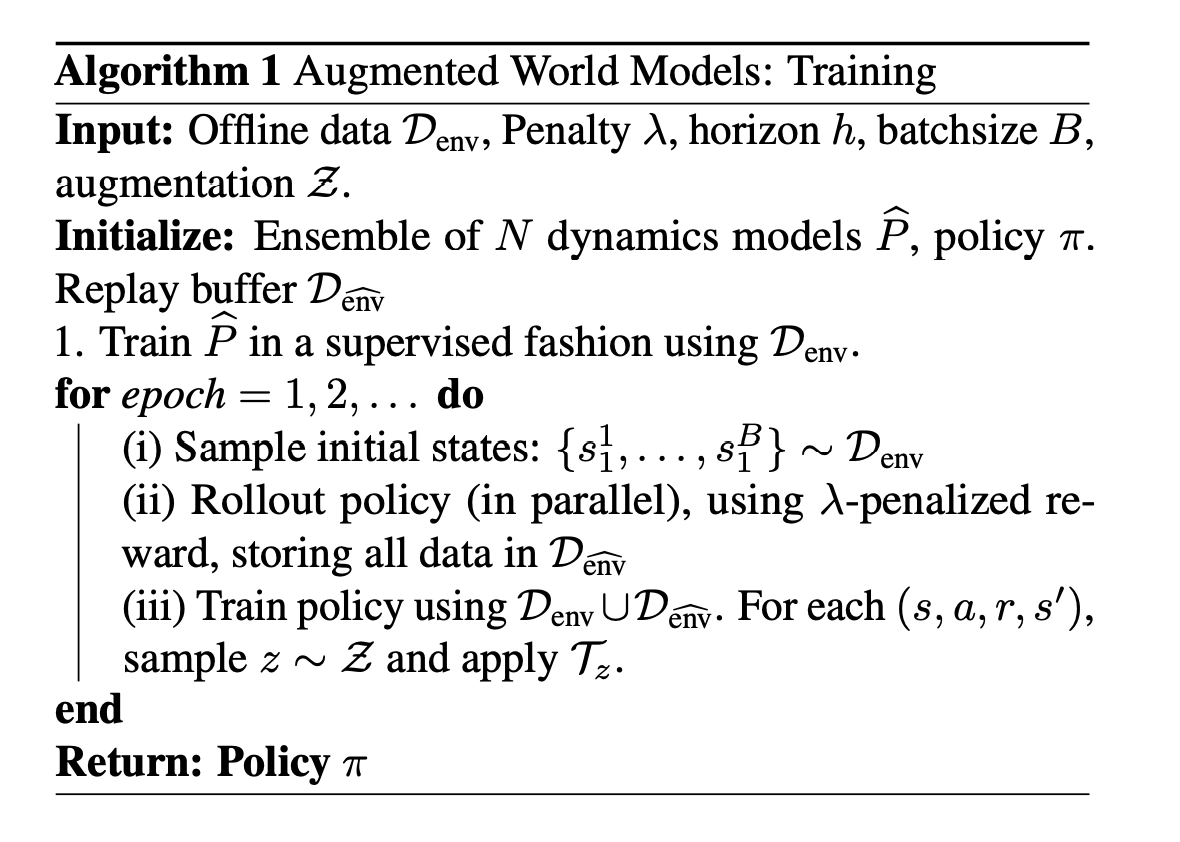 Algorithm 1 Augmented World Models: Training
Input: Offline data $\mathcal{D}_{\text{env}}$, Penalty $\lambda$, horizon $h$, batchsize $B$,
augmentation $\mathcal{Z}$.
Initialize: Ensemble of $N$ dynamics models $\widehat{P}$, policy $\pi$.
Replay buffer $\mathcal{D}_{\widehat{\text{env}}}$
1. Train $\widehat{P}$ in a supervised fashion using $\mathcal{D}_{\text{env}}$.
for epoch = 1, 2, . . . do
(i) Sample initial states: $\{s_1^1, \ldots, s_1^B\} \sim \mathcal{D}_{\text{env}}$
(ii) Rollout policy (in parallel), using $\lambda$-penalized re-
ward, storing all data in $\mathcal{D}_{\widehat{\text{env}}}$
(iii) Train policy using $\mathcal{D}_{\text{env}} \cup \mathcal{D}_{\widehat{\text{env}}}$. For each $(s, a, r, s')$,
sample $z \sim \mathcal{Z}$ and apply $\mathcal{T}_z$.
end
Return: Policy $\pi$